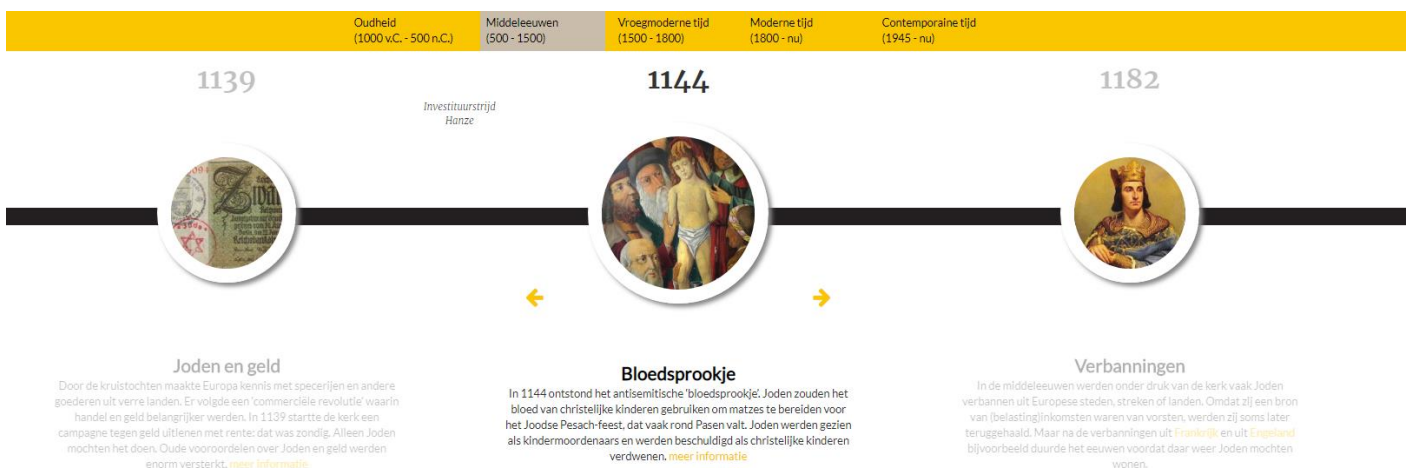 Oudheid
(1000 v.C. - 500 n.C.)
Middeleeuwen
(500 - 1500)
Vroegmoderne tijd
(1500 - 1800)
Moderne tijd
(1800 - nu)
Contemporaine tijd
(1945 - nu)
1139
Investituurstrijd
Hanze
1144
1182
Joden en geld
Door de kruistochten maakte Europa kennis met specerijen en andere
goederen uit verre landen. Er volgde een 'commerciële revolutie' waarin
handel en geld belangrijker werden. In 1139 startte de kerk een
campagne tegen geld uitlenen met rente: dat was zondig. Alleen Joden
mochten het doen. Oude vooroordelen over Joden en geld werden
enorm versterkt. meer informatie
Bloedsprookje
In 1144 ontstond het antisemitische 'bloedsprookje'. Joden zouden het
bloed van christelijke kinderen gebruiken om matzes te bereiden voor
het Joodse Pesach-feest, dat vaak rond Pasen valt. Joden werden gezien
als kindermoordenaars en werden beschuldigd als christelijke kinderen
verdwenen. meer informatie
Verbanningen
In de middeleeuwen werden onder druk van de kerk vaak Joden
verbannen uit Europese steden, streken of landen. Omdat zij een bron
van (belasting)inkomsten waren van vorsten, werden zij soms later
teruggehaald. Maar na de verbanningen uit Frankrijk en uit Engeland
bijvoorbeeld duurde het eeuwen voordat daar weer Joden mochten
wonen.